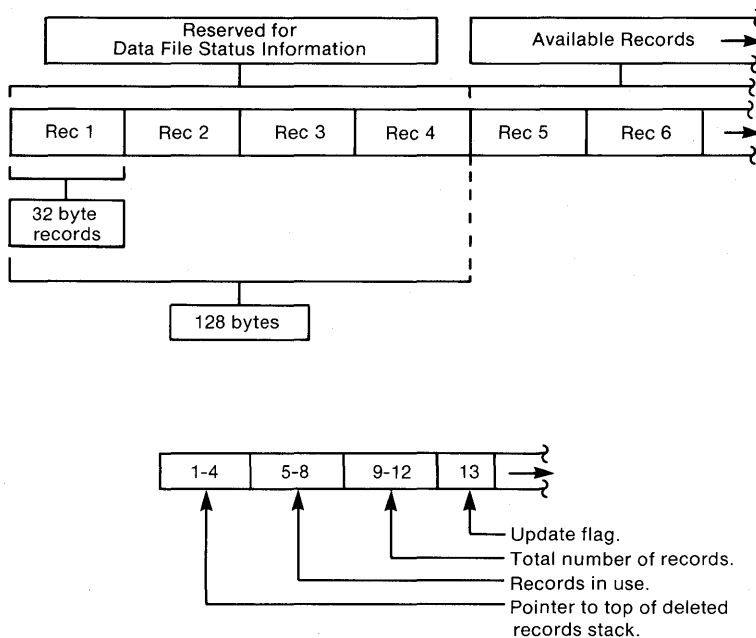 Reserved for
Data File Status Information
Available Records
Rec 1
Rec 2
Rec 3
Rec 4
Rec 5
Rec 6
32 byte
records
128 bytes
1-4
5-8
9-12
13
Update flag.
Total number of records.
Records in use.
Pointer to top of deleted
records stack.